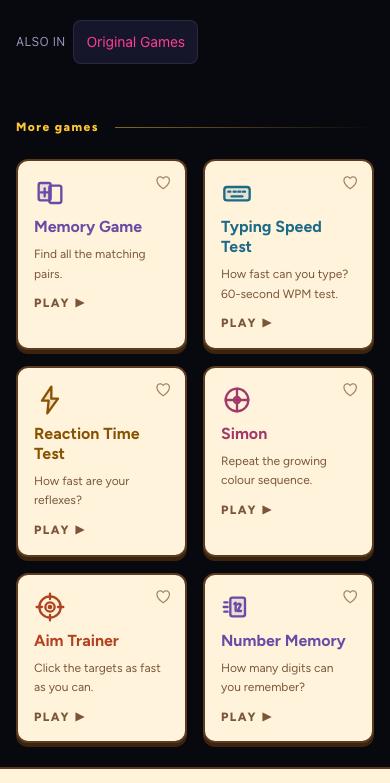 ALSO IN Original Games
More games
Memory Game
Find all the matching
pairs.
PLAY ▶
Typing Speed
Test
How fast can you type?
60-second WPM test.
PLAY ▶
Reaction Time
Test
How fast are your
reflexes?
PLAY ▶
Simon
Repeat the growing
colour sequence.
PLAY ▶
Aim Trainer
Click the targets as fast
as you can.
PLAY ▶
12
Number Memory
How many digits can
you remember?
PLAY ▶